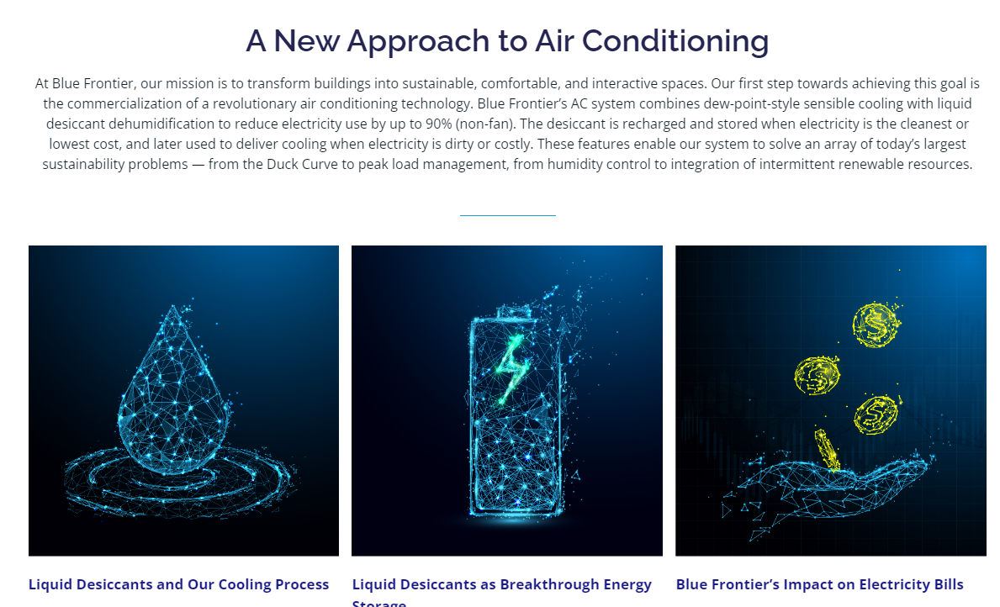 A New Approach to Air Conditioning
At Blue Frontier, our mission is to transform buildings into sustainable, comfortable, and interactive spaces. Our first step towards achieving this goal is
the commercialization of a revolutionary air conditioning technology. Blue Frontier’s AC system combines dew-point-style sensible cooling with liquid
desiccant dehumidification to reduce electricity use by up to 90% (non-fan). The desiccant is recharged and stored when electricity is the cleanest or
lowest cost, and later used to deliver cooling when electricity is dirty or costly. These features enable our system to solve an array of today’s largest
sustainability problems — from the Duck Curve to peak load management, from humidity control to integration of intermittent renewable resources.
Liquid Desiccants and Our Cooling Process
Liquid Desiccants as Breakthrough Energy
Storage
Blue Frontier’s Impact on Electricity Bills